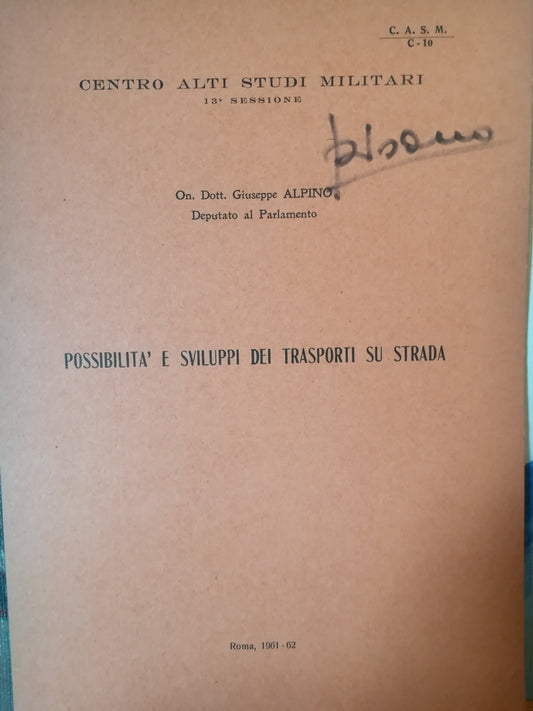 C. A. S. M.
C - 10
CENTRO ALTI STUDI MILITARI
13ª SESSIONE
On. Dott. Giuseppe ALPINO
Deputato al Parlamento
POSSIBILITA' E SVILUPPI DEI TRASPORTI SU STRADA
Roma, 1961 - 62